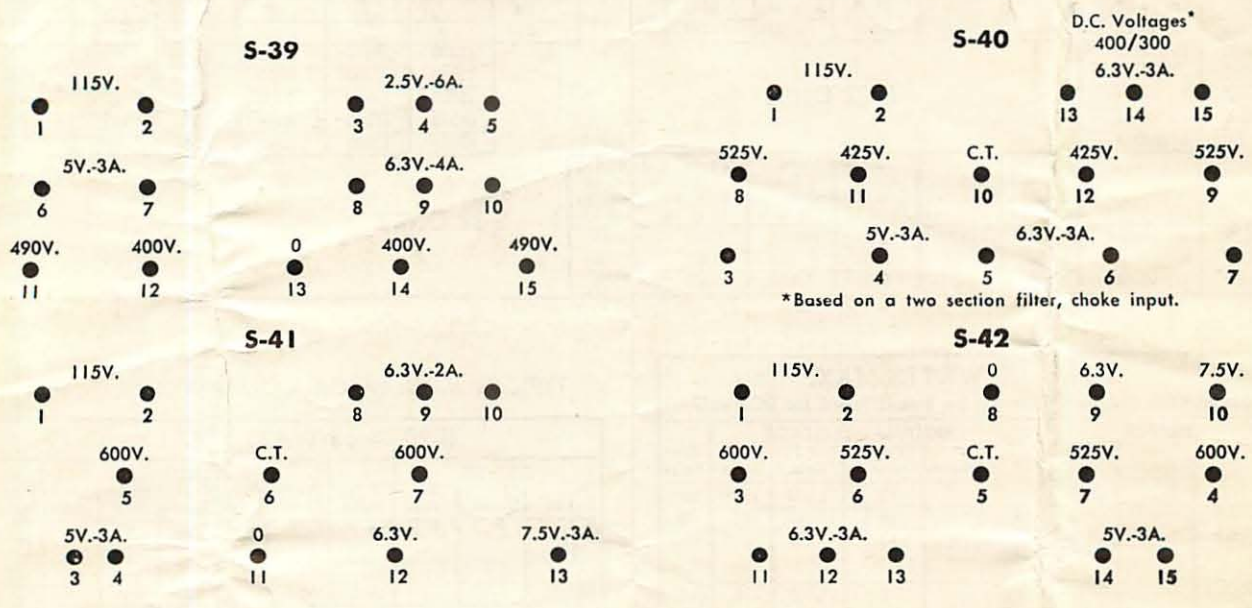 S-39
115V. 2.5V.-6A.
1 2 3 4 5
5V.-3A. 6.3V.-4A.
6 7 8 9 10
490V. 400V. 0 400V. 490V.
11 12 13 14 15
S-40
D.C. Voltages*
400/300
115V. 6.3V.-3A.
1 2 13 14 15
525V. 425V. C.T. 425V. 525V.
8 11 10 12 9
5V.-3A. 6.3V.-3A.
3 4 5 6 7
*Based on a two section filter, choke input.
S-41
115V. 6.3V.-2A.
1 2 8 9 10
600V. C.T. 600V.
5 6 7
5V.-3A. 0 6.3V. 7.5V.-3A.
3 4 11 12 13
S-42
115V. 0 6.3V. 7.5V.
1 2 8 9 10
600V. 525V. C.T. 525V. 600V.
3 6 5 7 4
6.3V.-3A. 5V.-3A.
11 12 13 14 15